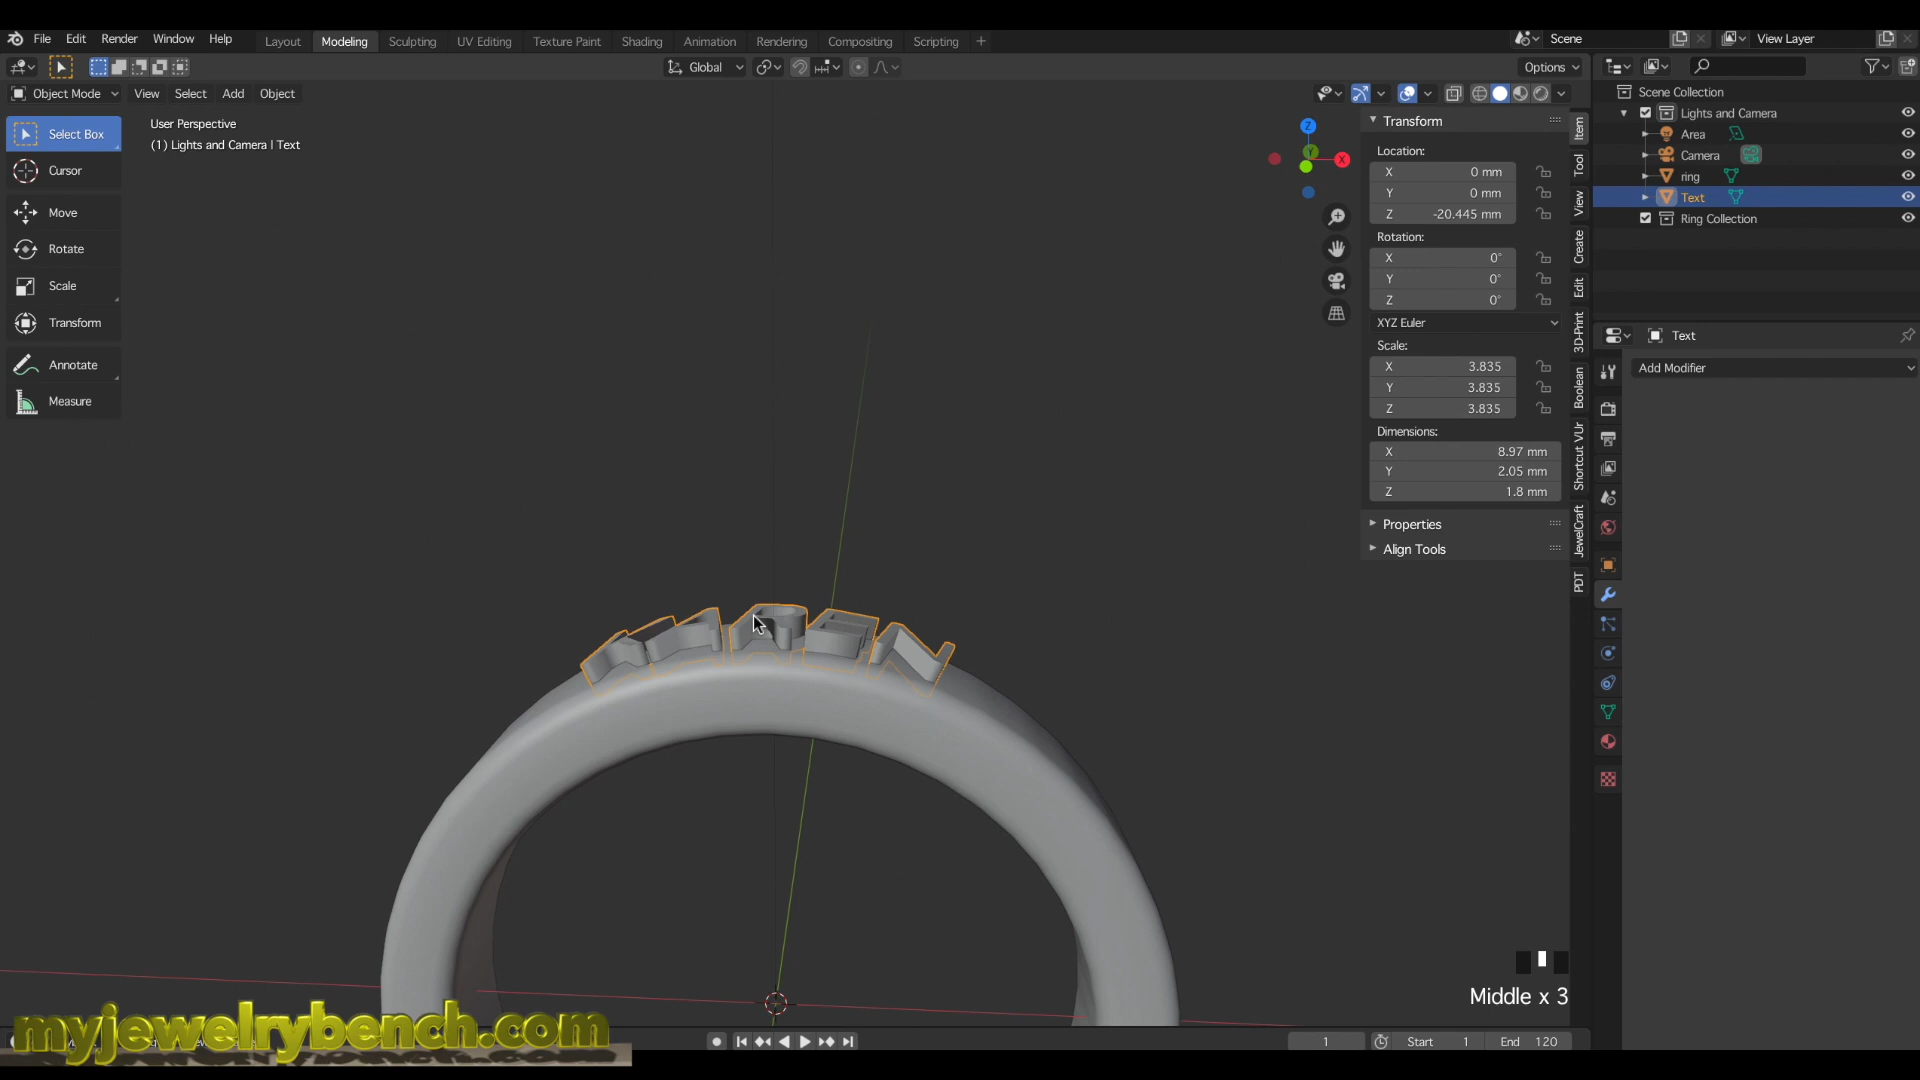 File Edit Render Window Help
Layout Modeling Sculpting UV Editing Texture Paint Shading Animation Rendering Compositing Scripting +
Scene
View Layer
Global
Options
Object Mode View Select Add Object
Select Box
Cursor
Move
Rotate
Scale
Transform
Annotate
Measure
User Perspective
(1) Lights and Camera | Text
Z
Y
X
Transform
Location:
X 0 mm
Y 0 mm
Z -20.445 mm
Rotation:
X 0°
Y 0°
Z 0°
XYZ Euler
Scale:
X 3.835
Y 3.835
Z 3.835
Dimensions:
X 8.97 mm
Y 2.05 mm
Z 1.8 mm
Properties
Align Tools
Item
Tool
View
Create
Edit
3D-Print
Boolean
Shortcut VUr
JewelCraft
PDT
Scene Collection
Lights and Camera
Area
Camera
ring
Text
Ring Collection
Text
Add Modifier
Middle x 3
myjewelrybench.com
1
Start 1
End 120